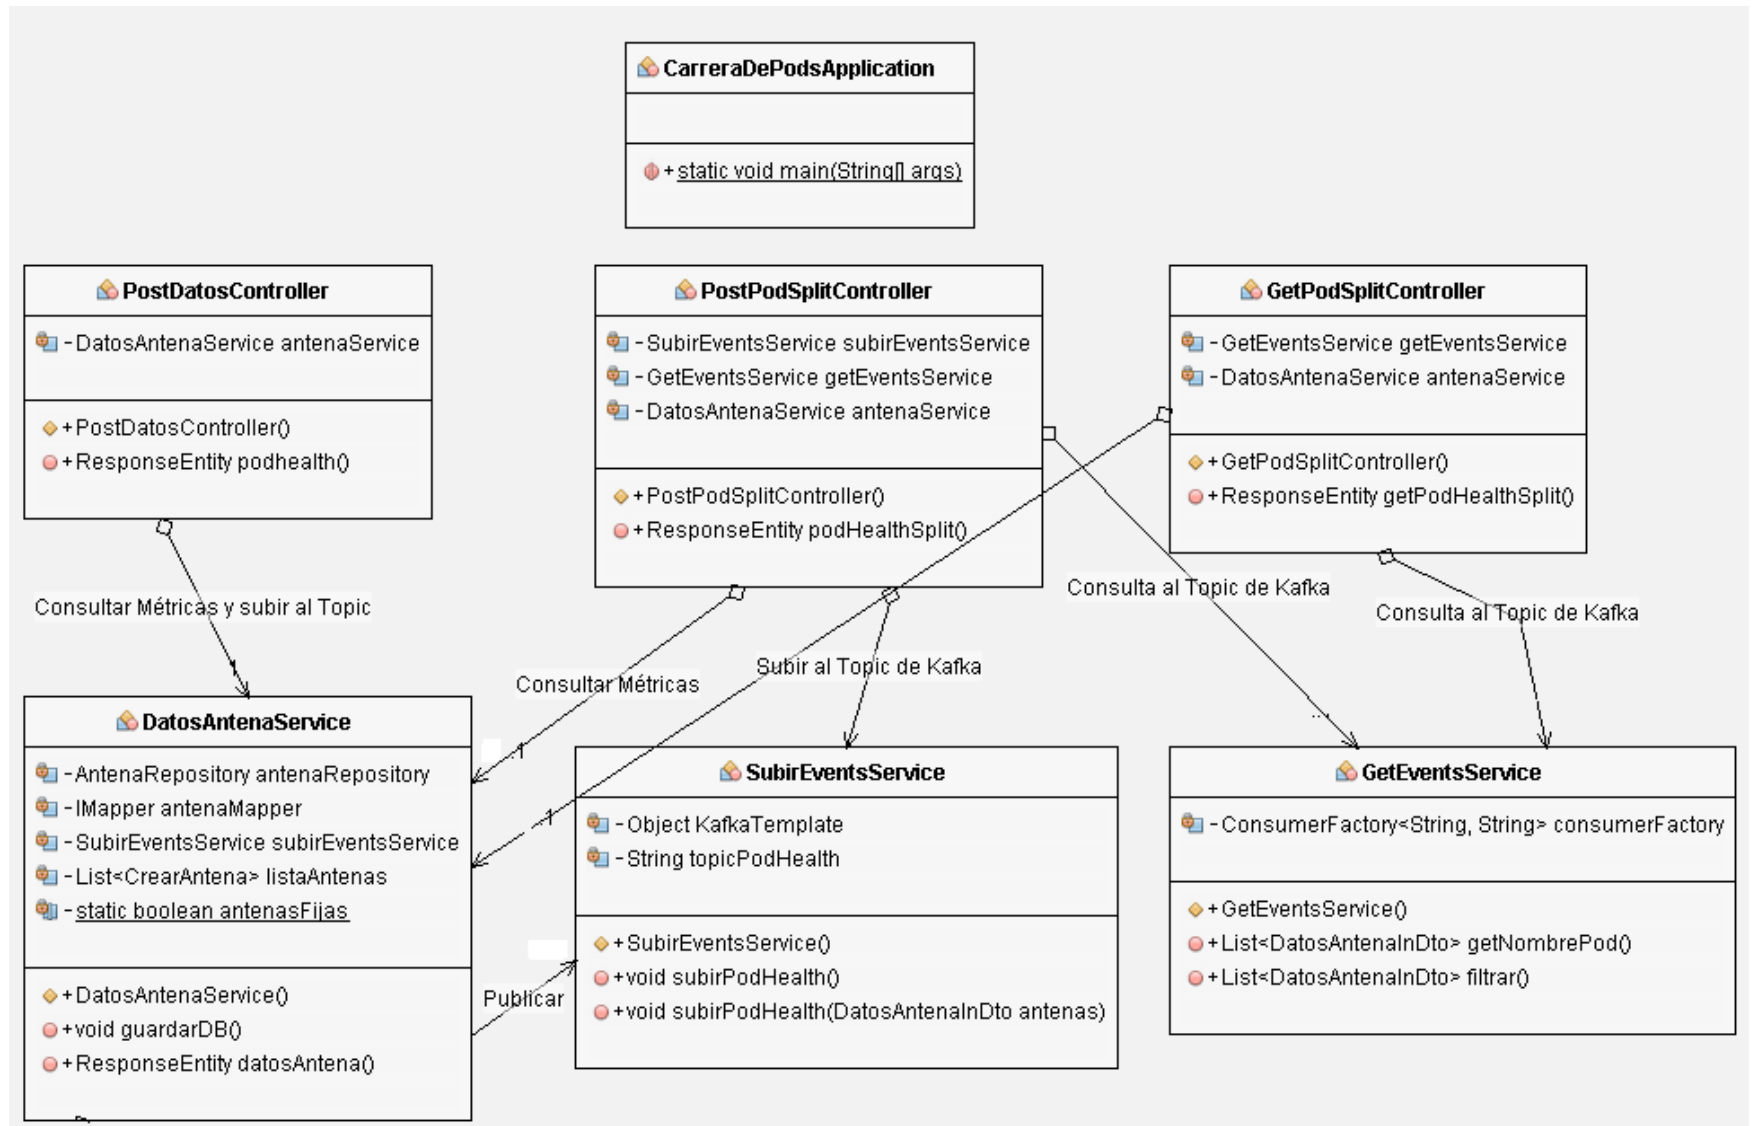 CarreraDePodsApplication
+static void main(String[] args)
PostDatosController
-DatosAntenaService antenaService
+PostDatosController()
+ResponseEntity podhealth()
PostPodSplitController
-SubirEventsService subirEventsService
-GetEventsService getEventsService
-DatosAntenaService antenaService
+PostPodSplitController()
+ResponseEntity podHealthSplit()
GetPodSplitController
-GetEventsService getEventsService
-DatosAntenaService antenaService
+GetPodSplitController()
+ResponseEntity getPodHealthSplit()
Consultar Métricas y subir al Topic
Consultar Métricas
Subir al Topic de Kafka
Consulta al Topic de Kafka
Consulta al Topic de Kafka
..1
..1
DatosAntenaService
-AntenaRepository antenaRepository
-IMapper antenaMapper
-SubirEventsService subirEventsService
-List<CrearAntena> listaAntenas
-static boolean antenasFijas
+DatosAntenaService()
+void guardarDB()
+ResponseEntity datosAntena()
Publicar
SubirEventsService
-Object KafkaTemplate
-String topicPodHealth
+SubirEventsService()
+void subirPodHealth()
+void subirPodHealth(DatosAntenaInDto antenas)
GetEventsService
-ConsumerFactory<String, String> consumerFactory
+GetEventsService()
+List<DatosAntenaInDto> getNombrePod()
+List<DatosAntenaInDto> filtrar()